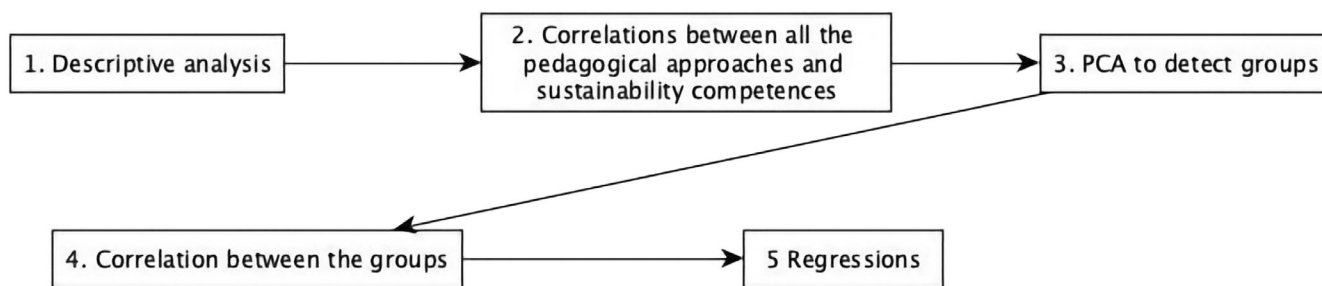 1. Descriptive analysis
2. Correlations between all the
pedagogical approaches and
sustainability competences
3. PCA to detect groups
4. Correlation between the groups
5 Regressions